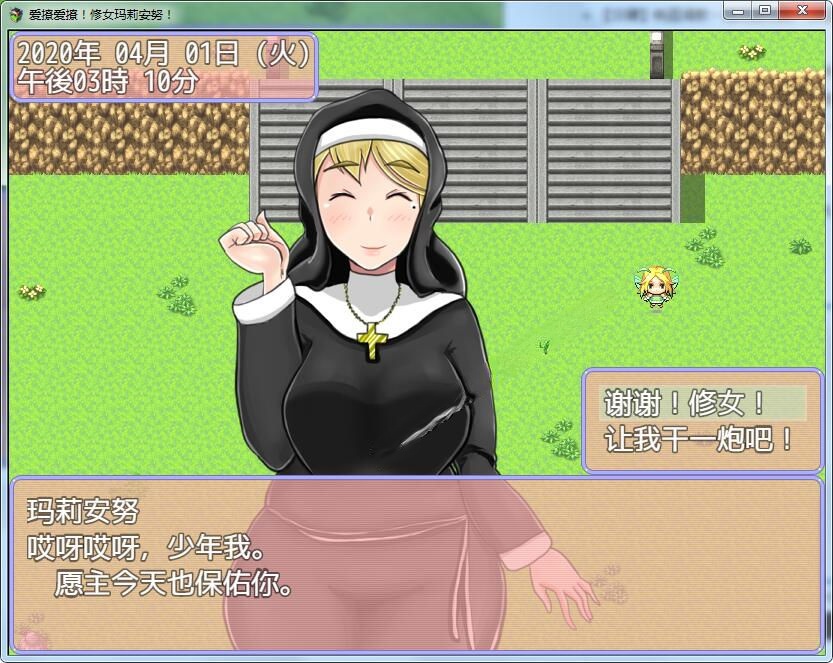 爱撩爱撩！修女玛莉安努！
2020年 04月 01日 (火)
午後03時 10分
谢谢！修女！
让我干一炮吧！
玛莉安努
哎呀哎呀，少年我。
愿主今天也保佑你。